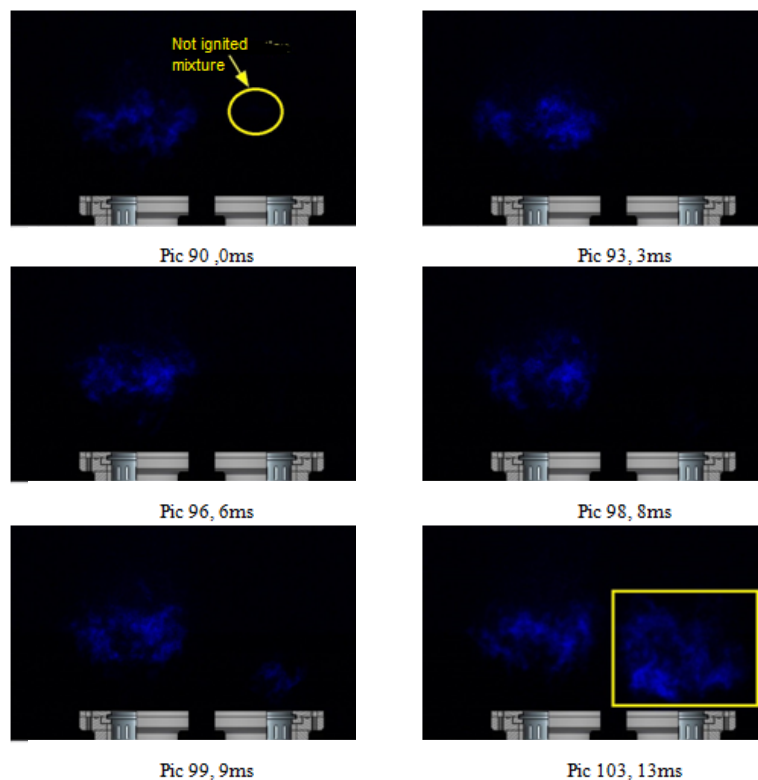 Not ignited
mixture
Pic 90 ,0ms
Pic 93, 3ms
Pic 96, 6ms
Pic 98, 8ms
Pic 99, 9ms
Pic 103, 13ms